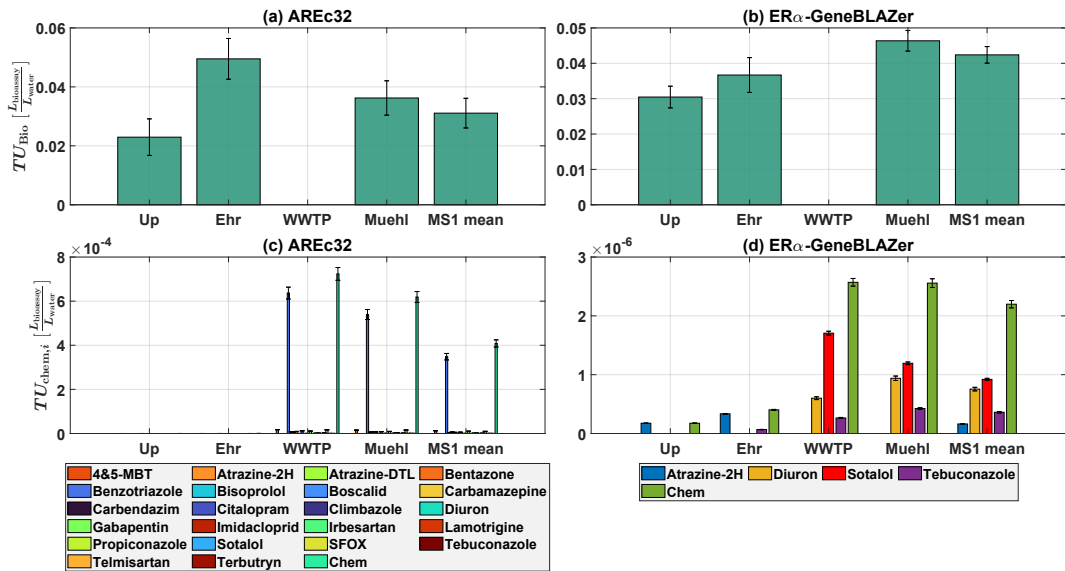 (a) AREc32
0.06
0.04
0.02
0
TU_Bio [L_bioassay/L_water]
Up Ehr WWTP Muehl MS1 mean
(b) ERα-GeneBLAZer
0.05
0.04
0.03
0.02
0.01
0
Up Ehr WWTP Muehl MS1 mean
(c) AREc32
×10⁻⁴
8
6
4
2
0
TU_chem,i [L_bioassay/L_water]
Up Ehr WWTP Muehl MS1 mean
(d) ERα-GeneBLAZer
×10⁻⁶
3
2
1
0
Up Ehr WWTP Muehl MS1 mean
4&5-MBT Atrazine-2H Atrazine-DTL Bentazone
Benzotriazole Bisoprolol Boscalid Carbamazepine
Carbendazim Citalopram Climbazole Diuron
Gabapentin Imidacloprid Irbesartan Lamotrigine
Propiconazole Sotalol SFOX Tebuconazole
Telmisartan Terbutryn Chem
Atrazine-2H Diuron Sotalol Tebuconazole
Chem